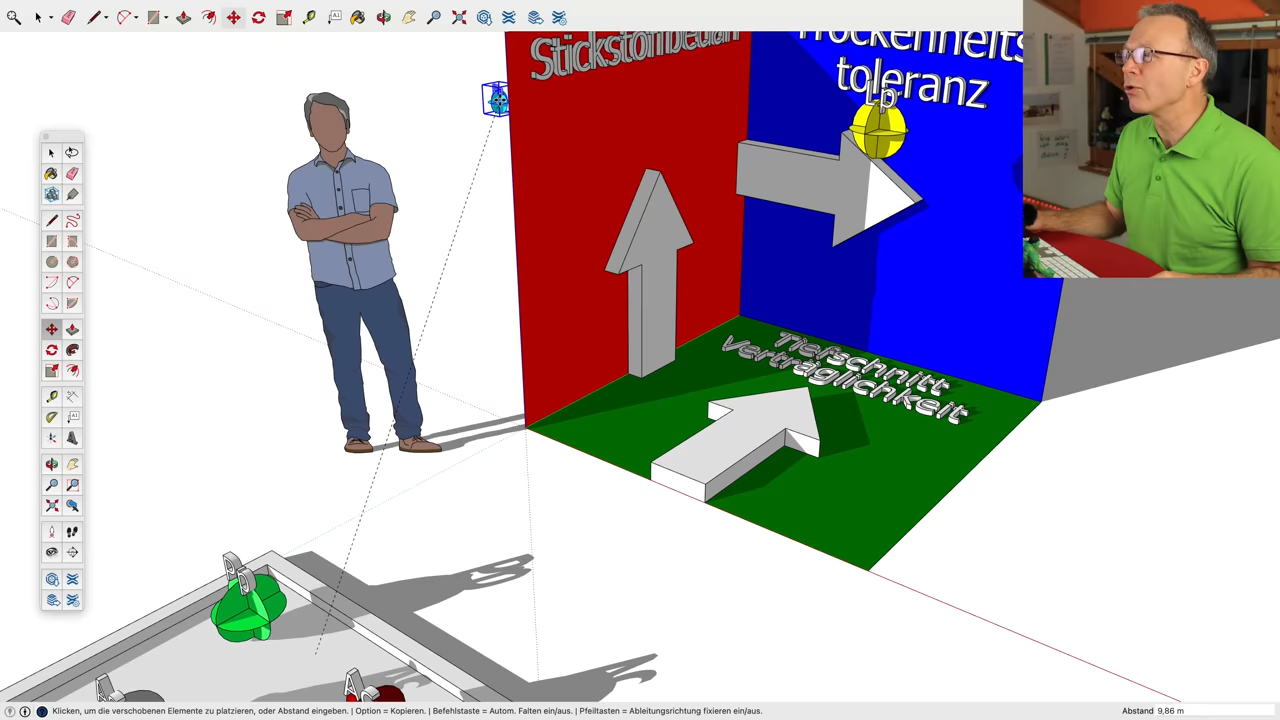 Stickstoffbedarf
Trockenheits
toleranz
Lp
Tiefschnitt
Verträglichkeit
Klicken, um die verschobenen Elemente zu platzieren, oder Abstand eingeben. | Option = Kopieren. | Befehlstaste = Autom. Falten ein/aus. | Pfeiltasten = Ableitungsrichtung fixieren ein/aus.
Abstand 9,86 m